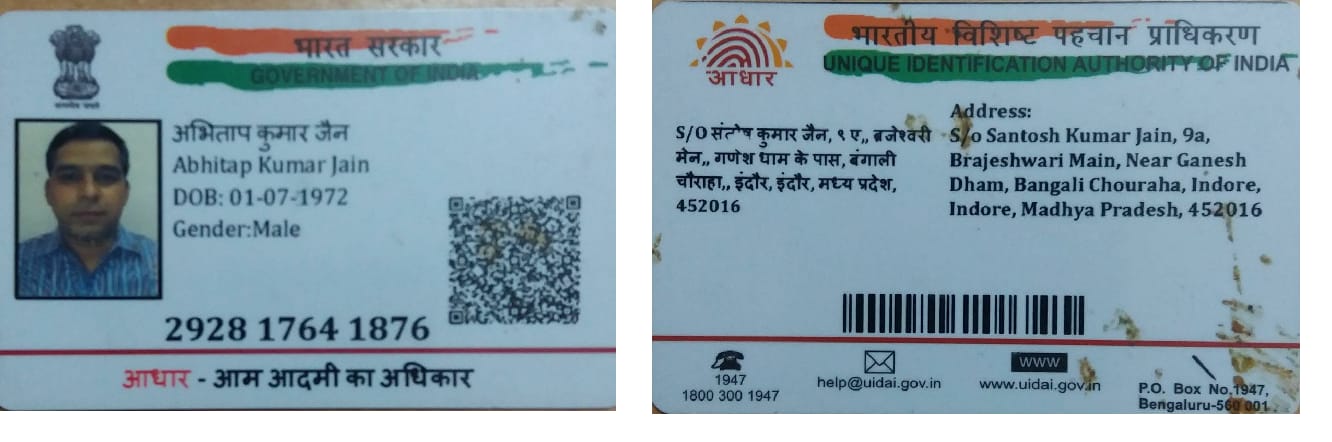 भारत सरकार
GOVERNMENT OF INDIA
अभिताप कुमार जैन
Abhitap Kumar Jain
DOB: 01-07-1972
Gender:Male
2928 1764 1876
आधार - आम आदमी का अधिकार
आधार
भारतीय विशिष्ट पहचान प्राधिकरण
UNIQUE IDENTIFICATION AUTHORITY OF INDIA
S/O संतोष कुमार जैन, ९ ए,, ब्रजेश्वरी
मेन,, गणेश धाम के पास, बंगाली
चौराहा,, इंदौर, इंदौर, मध्य प्रदेश,
452016
Address:
S/o Santosh Kumar Jain, 9a,
Brajeshwari Main, Near Ganesh
Dham, Bangali Chouraha, Indore,
Indore, Madhya Pradesh, 452016
1947
1800 300 1947
help@uidai.gov.in
www
www.uidai.gov.in
P.O. Box No.1947,
Bengaluru-560 001